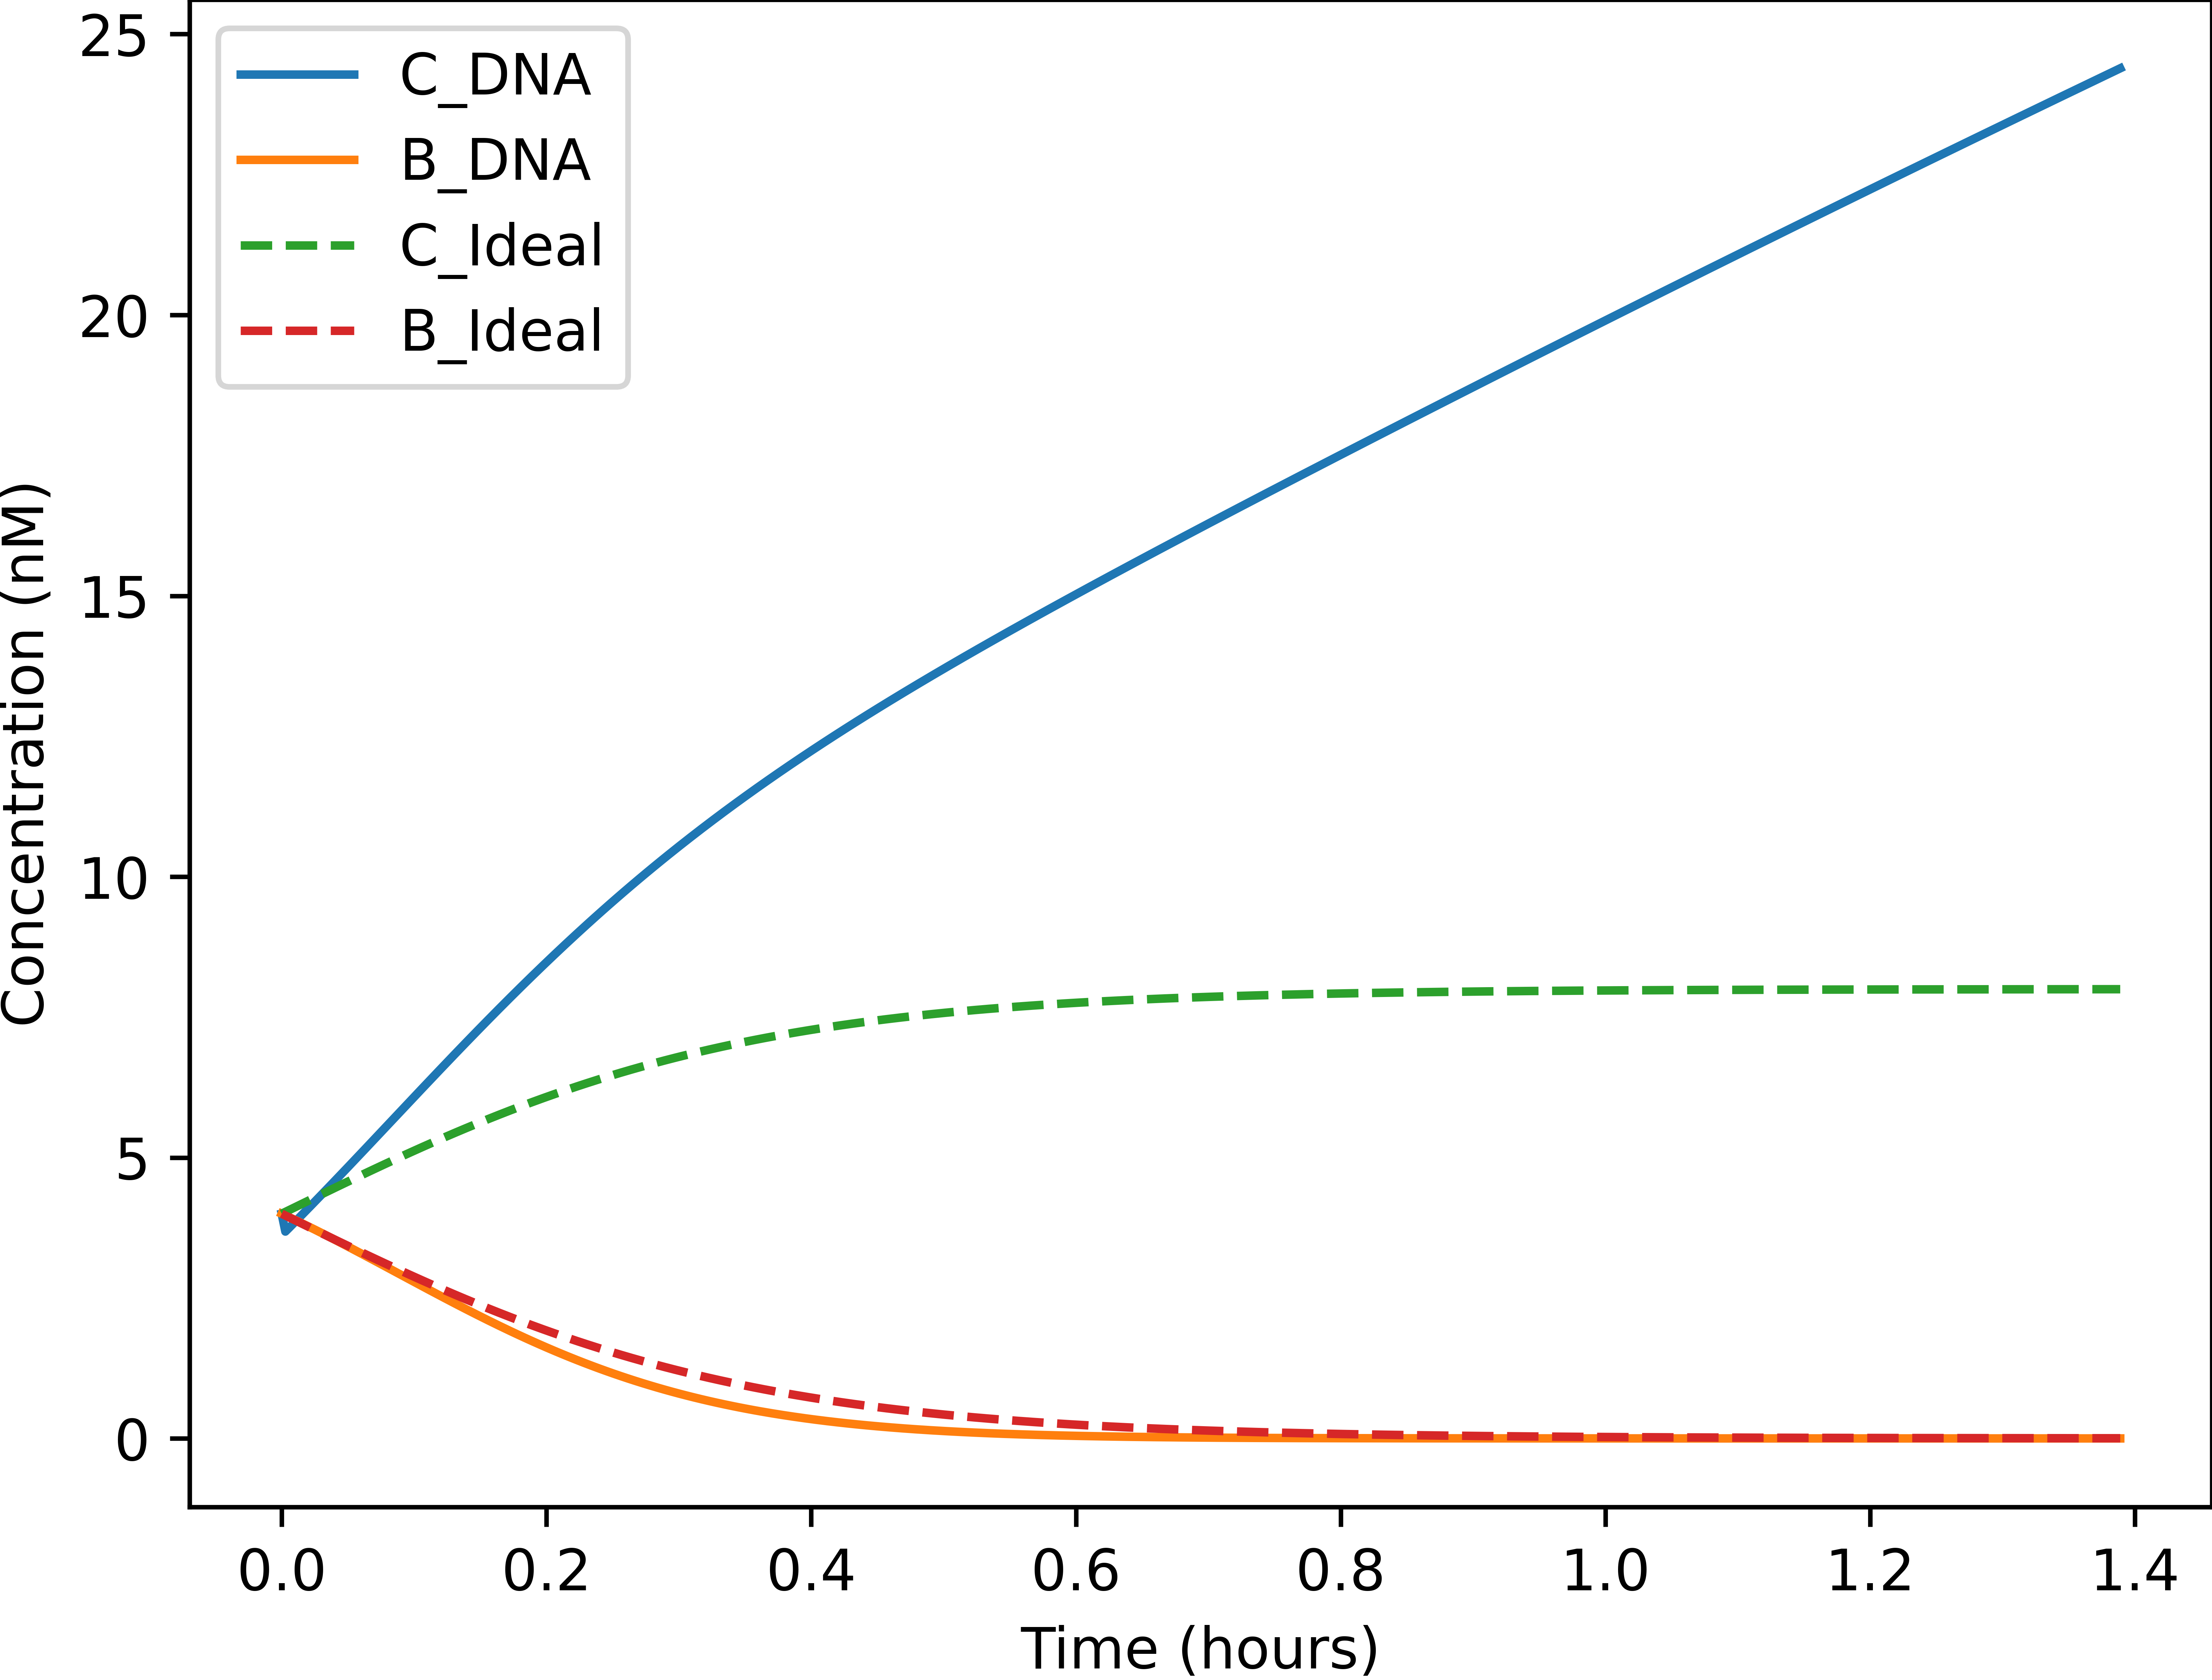 C_DNA
B_DNA
C_Ideal
B_Ideal
25
20
15
10
5
0
Concentration (nM)
0.0 0.2 0.4 0.6 0.8 1.0 1.2 1.4
Time (hours)